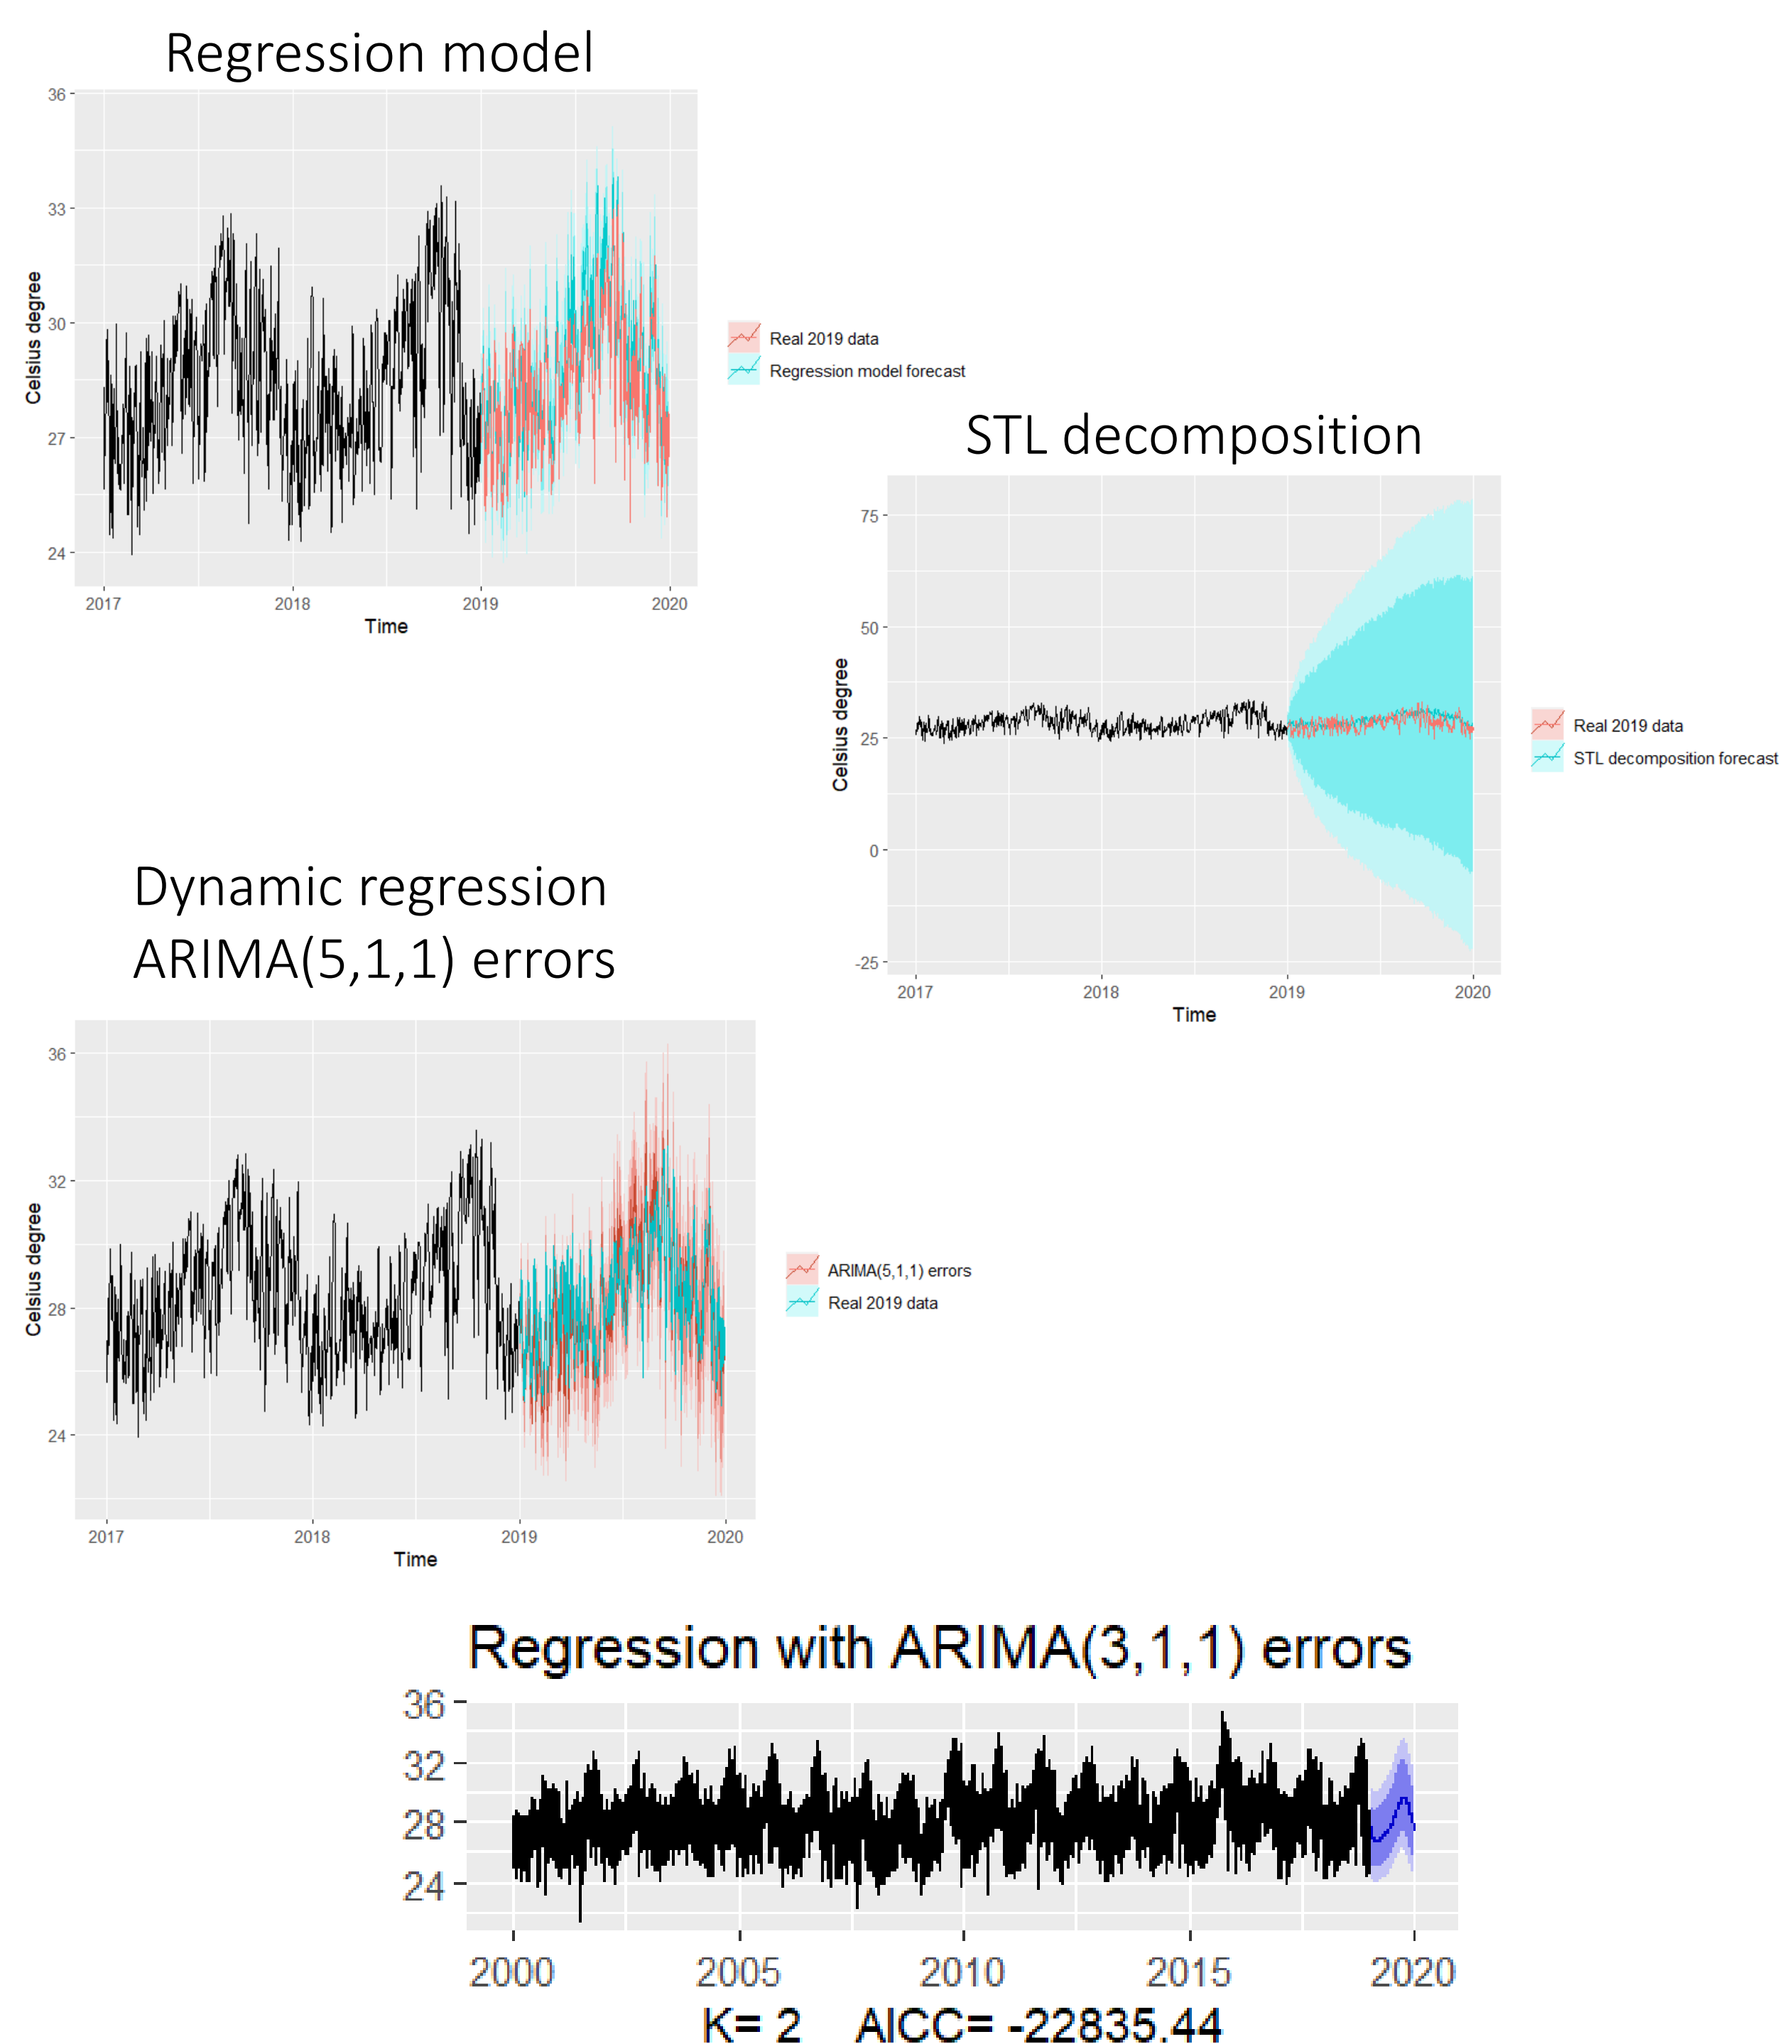 Regression model
36
33
30
27
24
Celsius degree
2017 2018 2019 2020
Time
Real 2019 data
Regression model forecast
STL decomposition
75
50
25
0
-25
Celsius degree
2017 2018 2019 2020
Time
Real 2019 data
STL decomposition forecast
Dynamic regression
ARIMA(5,1,1) errors
36
32
28
24
Celsius degree
2017 2018 2019 2020
Time
ARIMA(5,1,1) errors
Real 2019 data
Regression with ARIMA(3,1,1) errors
36
32
28
24
2000 2005 2010 2015 2020
K= 2 AICC= -22835.44